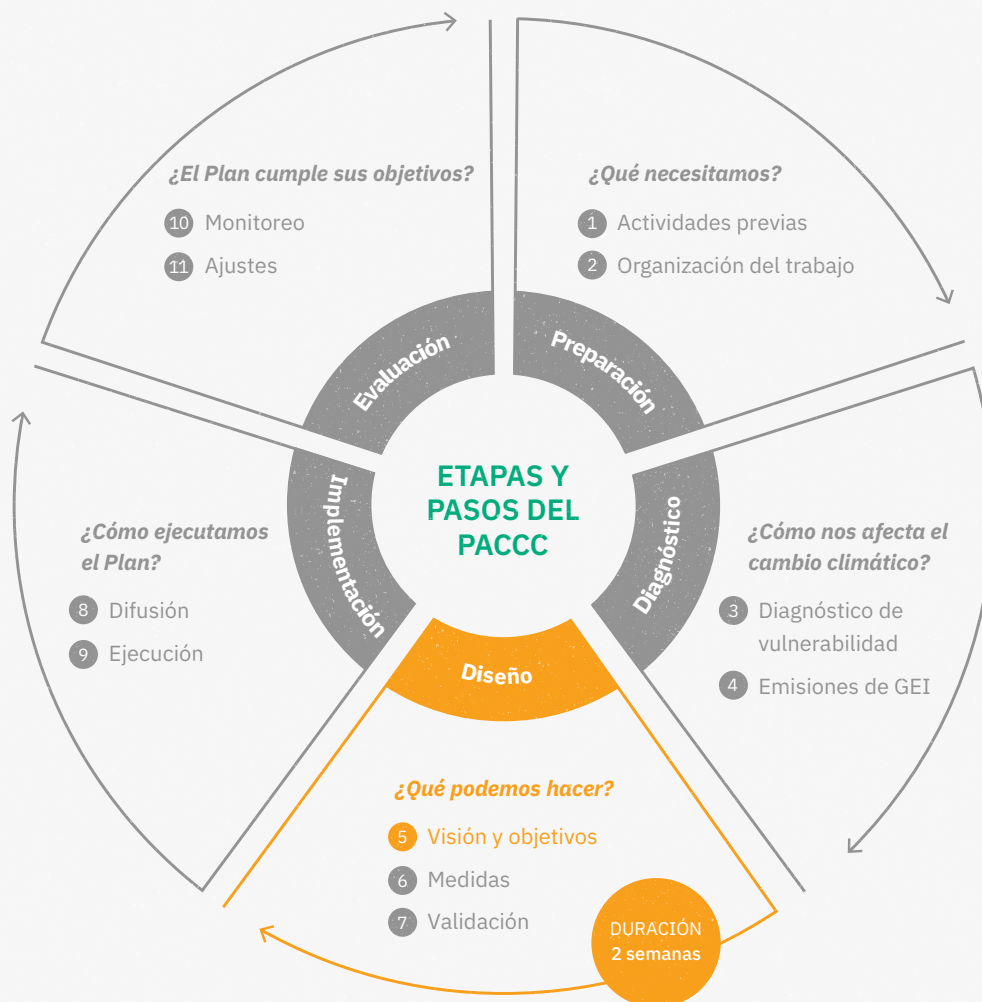 ETAPAS Y
PASOS DEL
PACCC
Preparación
¿Qué necesitamos?
1 Actividades previas
2 Organización del trabajo
Diagnóstico
¿Cómo nos afecta el
cambio climático?
3 Diagnóstico de
vulnerabilidad
4 Emisiones de GEI
Diseño
¿Qué podemos hacer?
5 Visión y objetivos
6 Medidas
7 Validación
DURACIÓN
2 semanas
Implementación
¿Cómo ejecutamos
el Plan?
8 Difusión
9 Ejecución
Evaluación
¿El Plan cumple sus objetivos?
10 Monitoreo
11 Ajustes